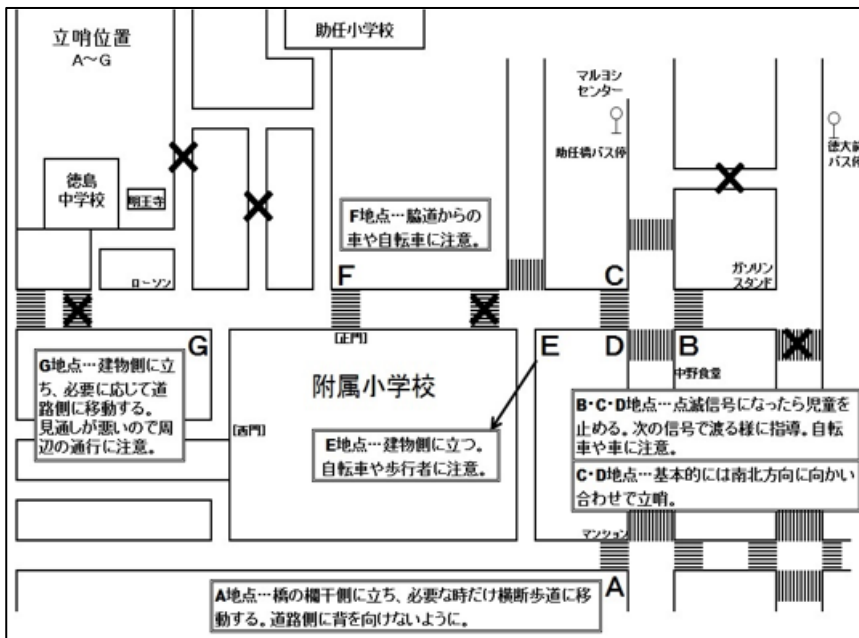 立哨位置
A～G
助任小学校
マルヨシ
センター
助任橋バス停
徳大前
バス停
徳島
中学校
明王寺
F地点…脇道からの
車や自転車に注意。
ローソン
F
C
ガソリン
スタンド
G
[正門]
E
D
B
中野食堂
G地点…建物側に立
ち、必要に応じて道
路側に移動する。
見通しが悪いので周
辺の通行に注意。
附属小学校
[西門]
E地点…建物側に立つ。
自転車や歩行者に注意。
B・C・D地点…点滅信号になったら児童を
止める。次の信号で渡る様に指導。自転
車や車に注意。
C・D地点…基本的には南北方向に向かい
合わせで立哨。
マンション
A地点…橋の欄干側に立ち、必要な時だけ横断歩道に移
動する。道路側に背を向けないように。
A